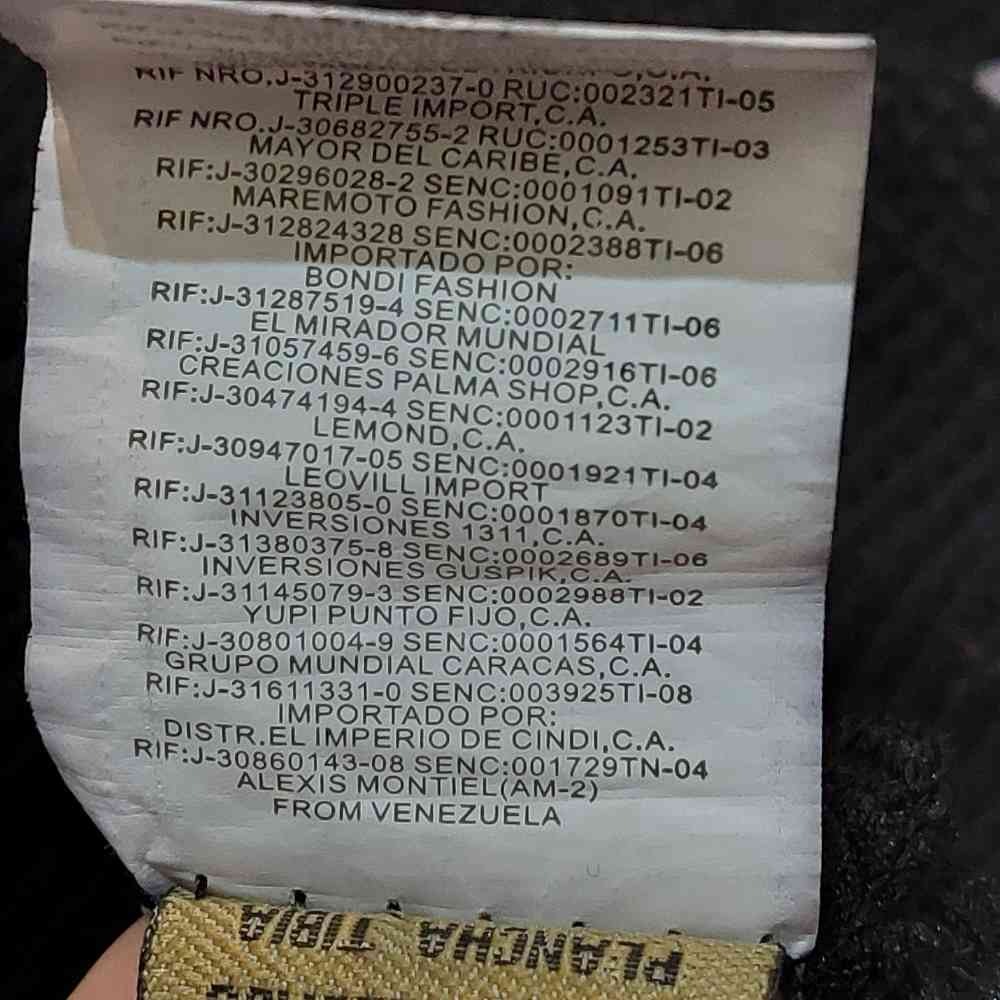 RIF NRO.J-312900237-0 RUC:002321TI-05
TRIPLE IMPORT,C.A.
RIF NRO.J-30682755-2 RUC:0001253TI-03
MAYOR DEL CARIBE,C.A.
RIF:J-30296028-2 SENC:0001091TI-02
MAREMOTO FASHION,C.A.
RIF:J-312824328 SENC:0002388TI-06
IMPORTADO POR:
BONDI FASHION
RIF:J-31287519-4 SENC:0002711TI-06
EL MIRADOR MUNDIAL
RIF:J-31057459-6 SENC:0002916TI-06
CREACIONES PALMA SHOP,C.A.
RIF:J-30474194-4 SENC:0001123TI-02
LEMOND,C.A.
RIF:J-30947017-05 SENC:0001921TI-04
LEOVILL IMPORT
RIF:J-31123805-0 SENC:0001870TI-04
INVERSIONES 1311,C.A.
RIF:J-31380375-8 SENC:0002689TI-06
INVERSIONES GUSPIK,C.A.
RIF:J-31145079-3 SENC:0002988TI-02
YUPI PUNTO FIJO,C.A.
RIF:J-30801004-9 SENC:0001564TI-04
GRUPO MUNDIAL CARACAS,C.A.
RIF:J-31611331-0 SENC:003925TI-08
IMPORTADO POR:
DISTR.EL IMPERIO DE CINDI,C.A.
RIF:J-30860143-08 SENC:001729TN-04
ALEXIS MONTIEL(AM-2)
FROM VENEZUELA
PLANCHA TIBIA